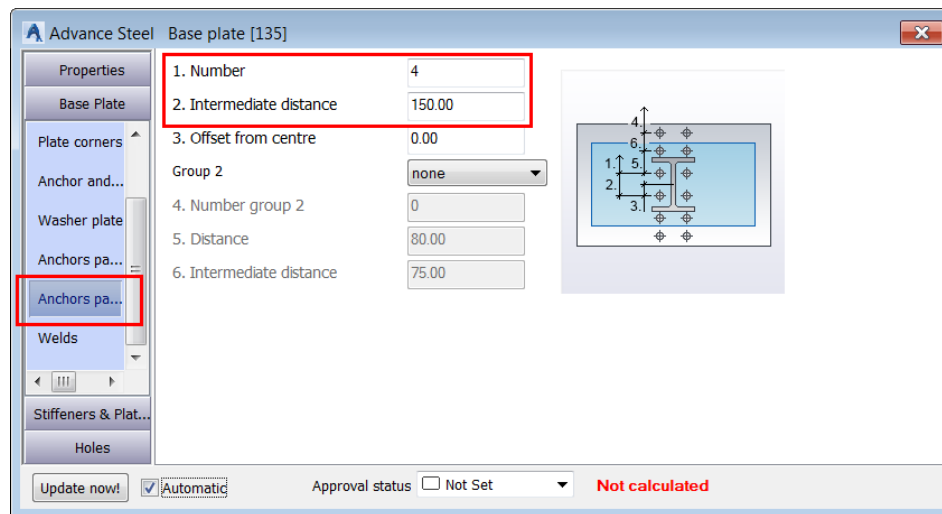 Advance Steel Base plate [135]
Properties
Base Plate
Plate corners
Anchor and...
Washer plate
Anchors pa...
Anchors pa...
Welds
Stiffeners & Plat...
Holes
1. Number 4
2. Intermediate distance 150.00
3. Offset from centre 0.00
Group 2 none
4. Number group 2 0
5. Distance 80.00
6. Intermediate distance 75.00
4.
6.
1. 5.
2.
3.
Update now! Automatic Approval status Not Set Not calculated